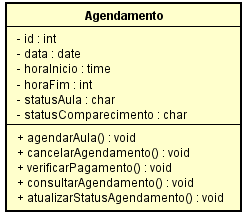 Agendamento
- id : int
- data : date
- horaInicio : time
- horaFim : int
- statusAula : char
- statusComparecimento : char
+ agendarAula() : void
+ cancelarAgendamento() : void
+ verificarPagamento() : void
+ consultarAgendamento() : void
+ atualizarStatusAgendamento() : void